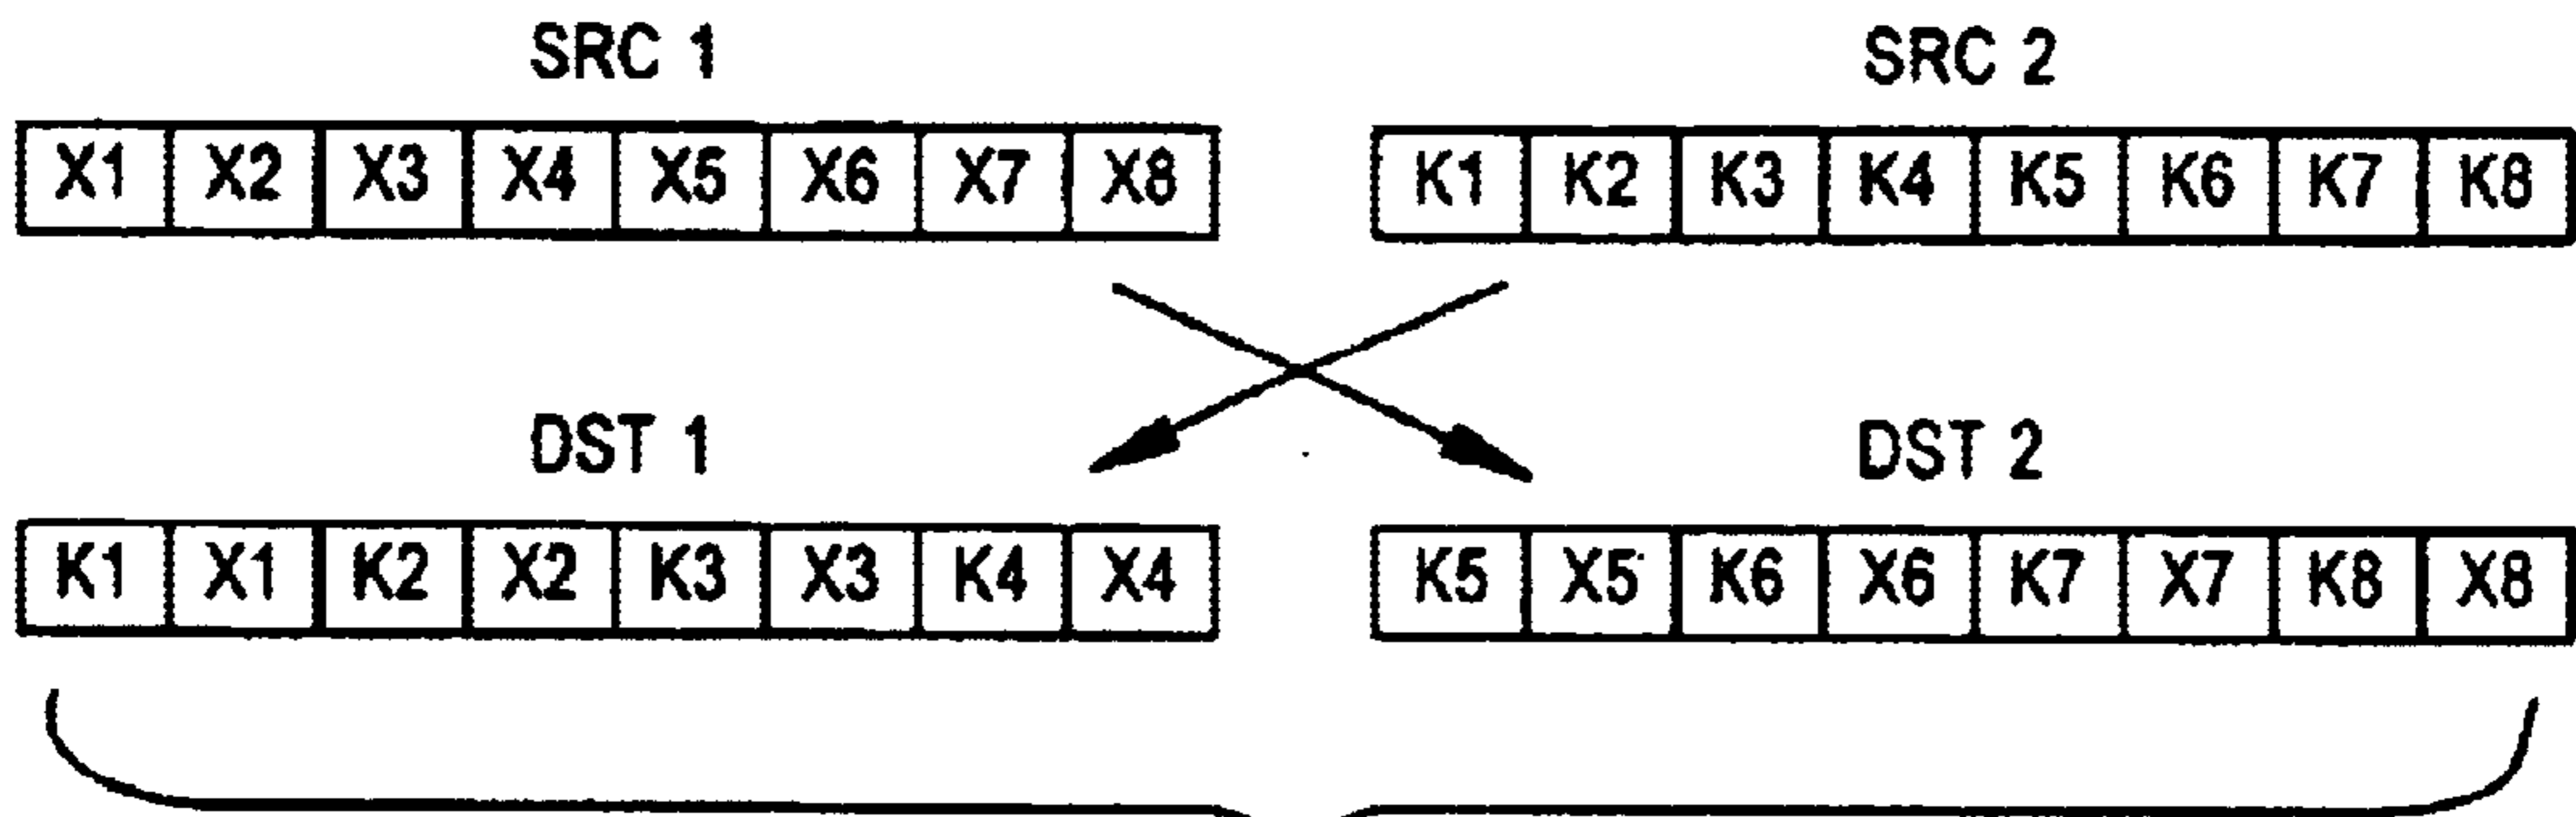 SRC 1 SRC 2
X1 X2 X3 X4 X5 X6 X7 X8 K1 K2 K3 K4 K5 K6 K7 K8
DST 1 DST 2
K1 X1 K2 X2 K3 X3 K4 X4 K5 X5 K6 X6 K7 X7 K8 X8